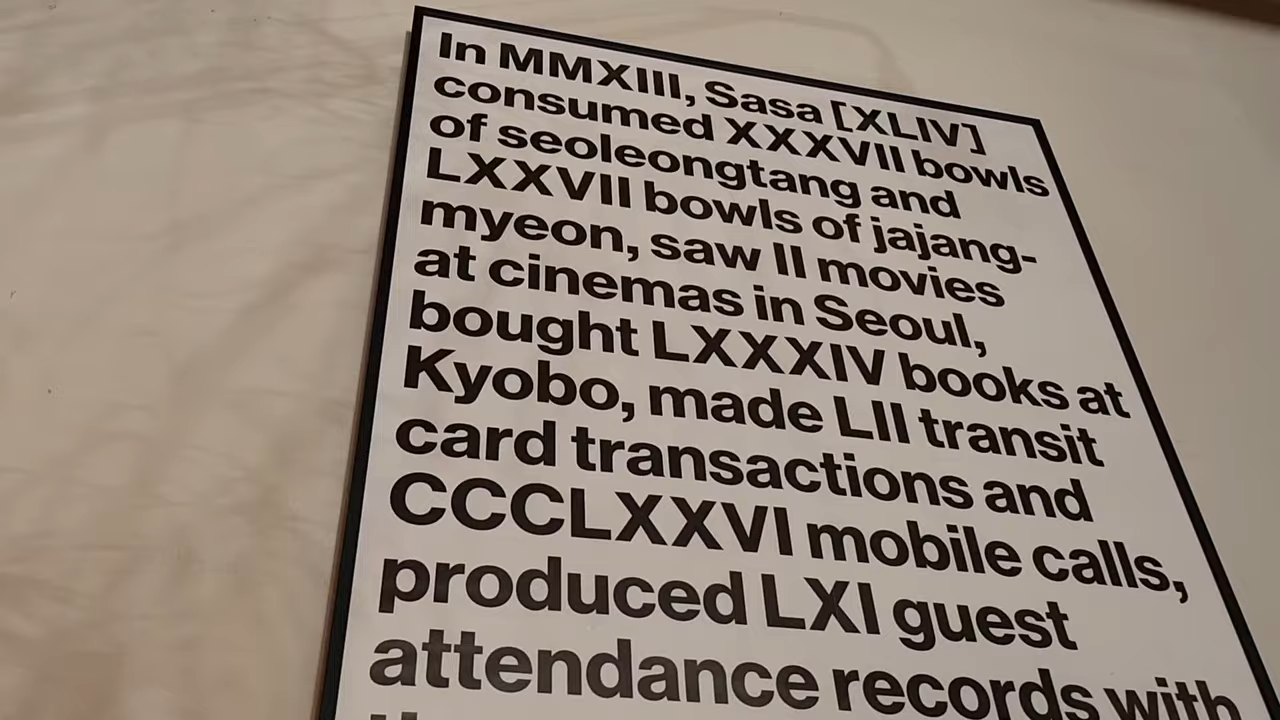 In MMXIII, Sasa [XLIV]
consumed XXXVII bowls
of seoleongtang and
LXXVII bowls of jajang-
myeon, saw II movies
at cinemas in Seoul,
bought LXXXIV books at
Kyobo, made LII transit
card transactions and
CCCLXXVI mobile calls,
produced LXI guest
attendance records with